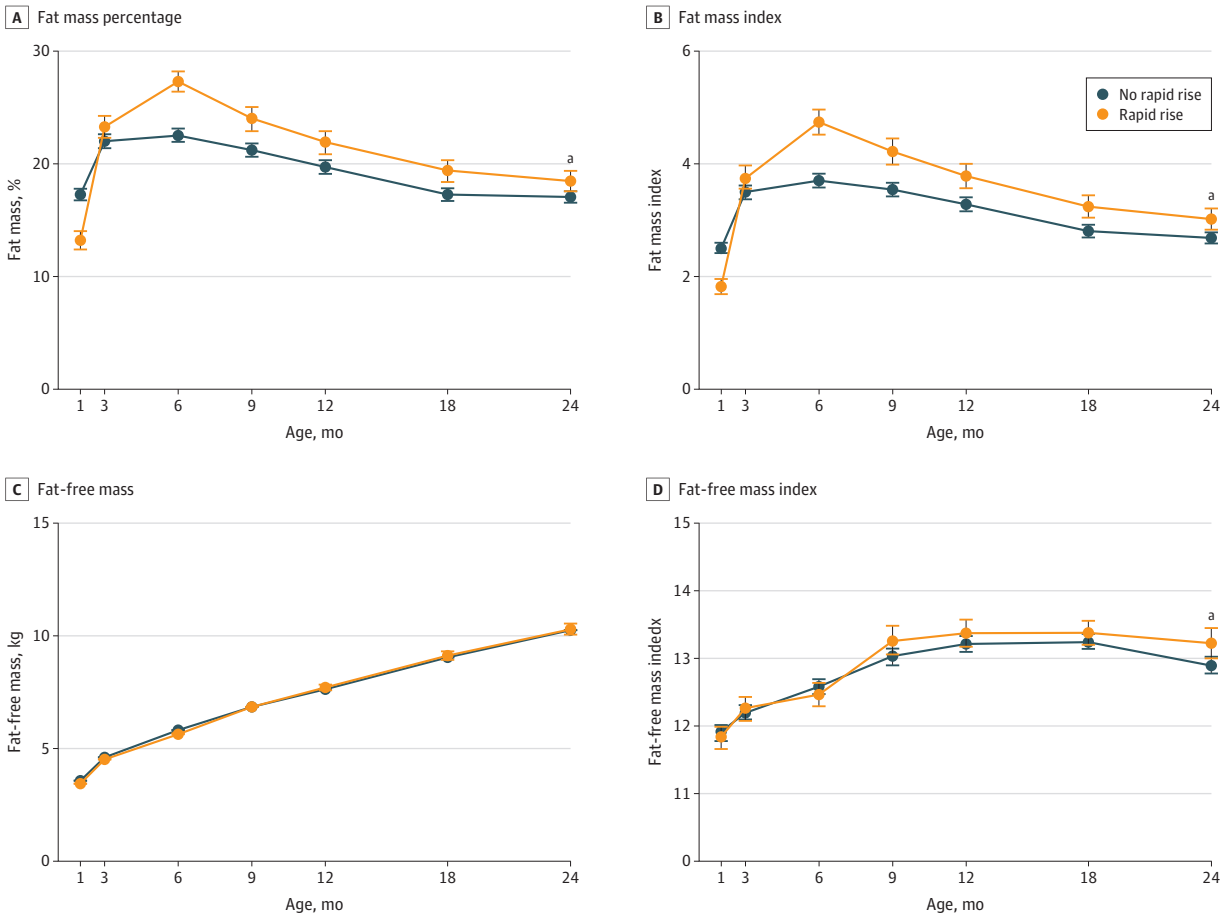 A Fat mass percentage
30
20
10
0
Fat mass, %
a
1 3 6 9 12 18 24
Age, mo
B Fat mass index
6
4
2
0
Fat mass index
No rapid rise
Rapid rise
a
1 3 6 9 12 18 24
Age, mo
C Fat-free mass
15
10
5
0
Fat-free mass, kg
1 3 6 9 12 18 24
Age, mo
D Fat-free mass index
15
14
13
12
11
0
Fat-free mass indedx
a
1 3 6 9 12 18 24
Age, mo